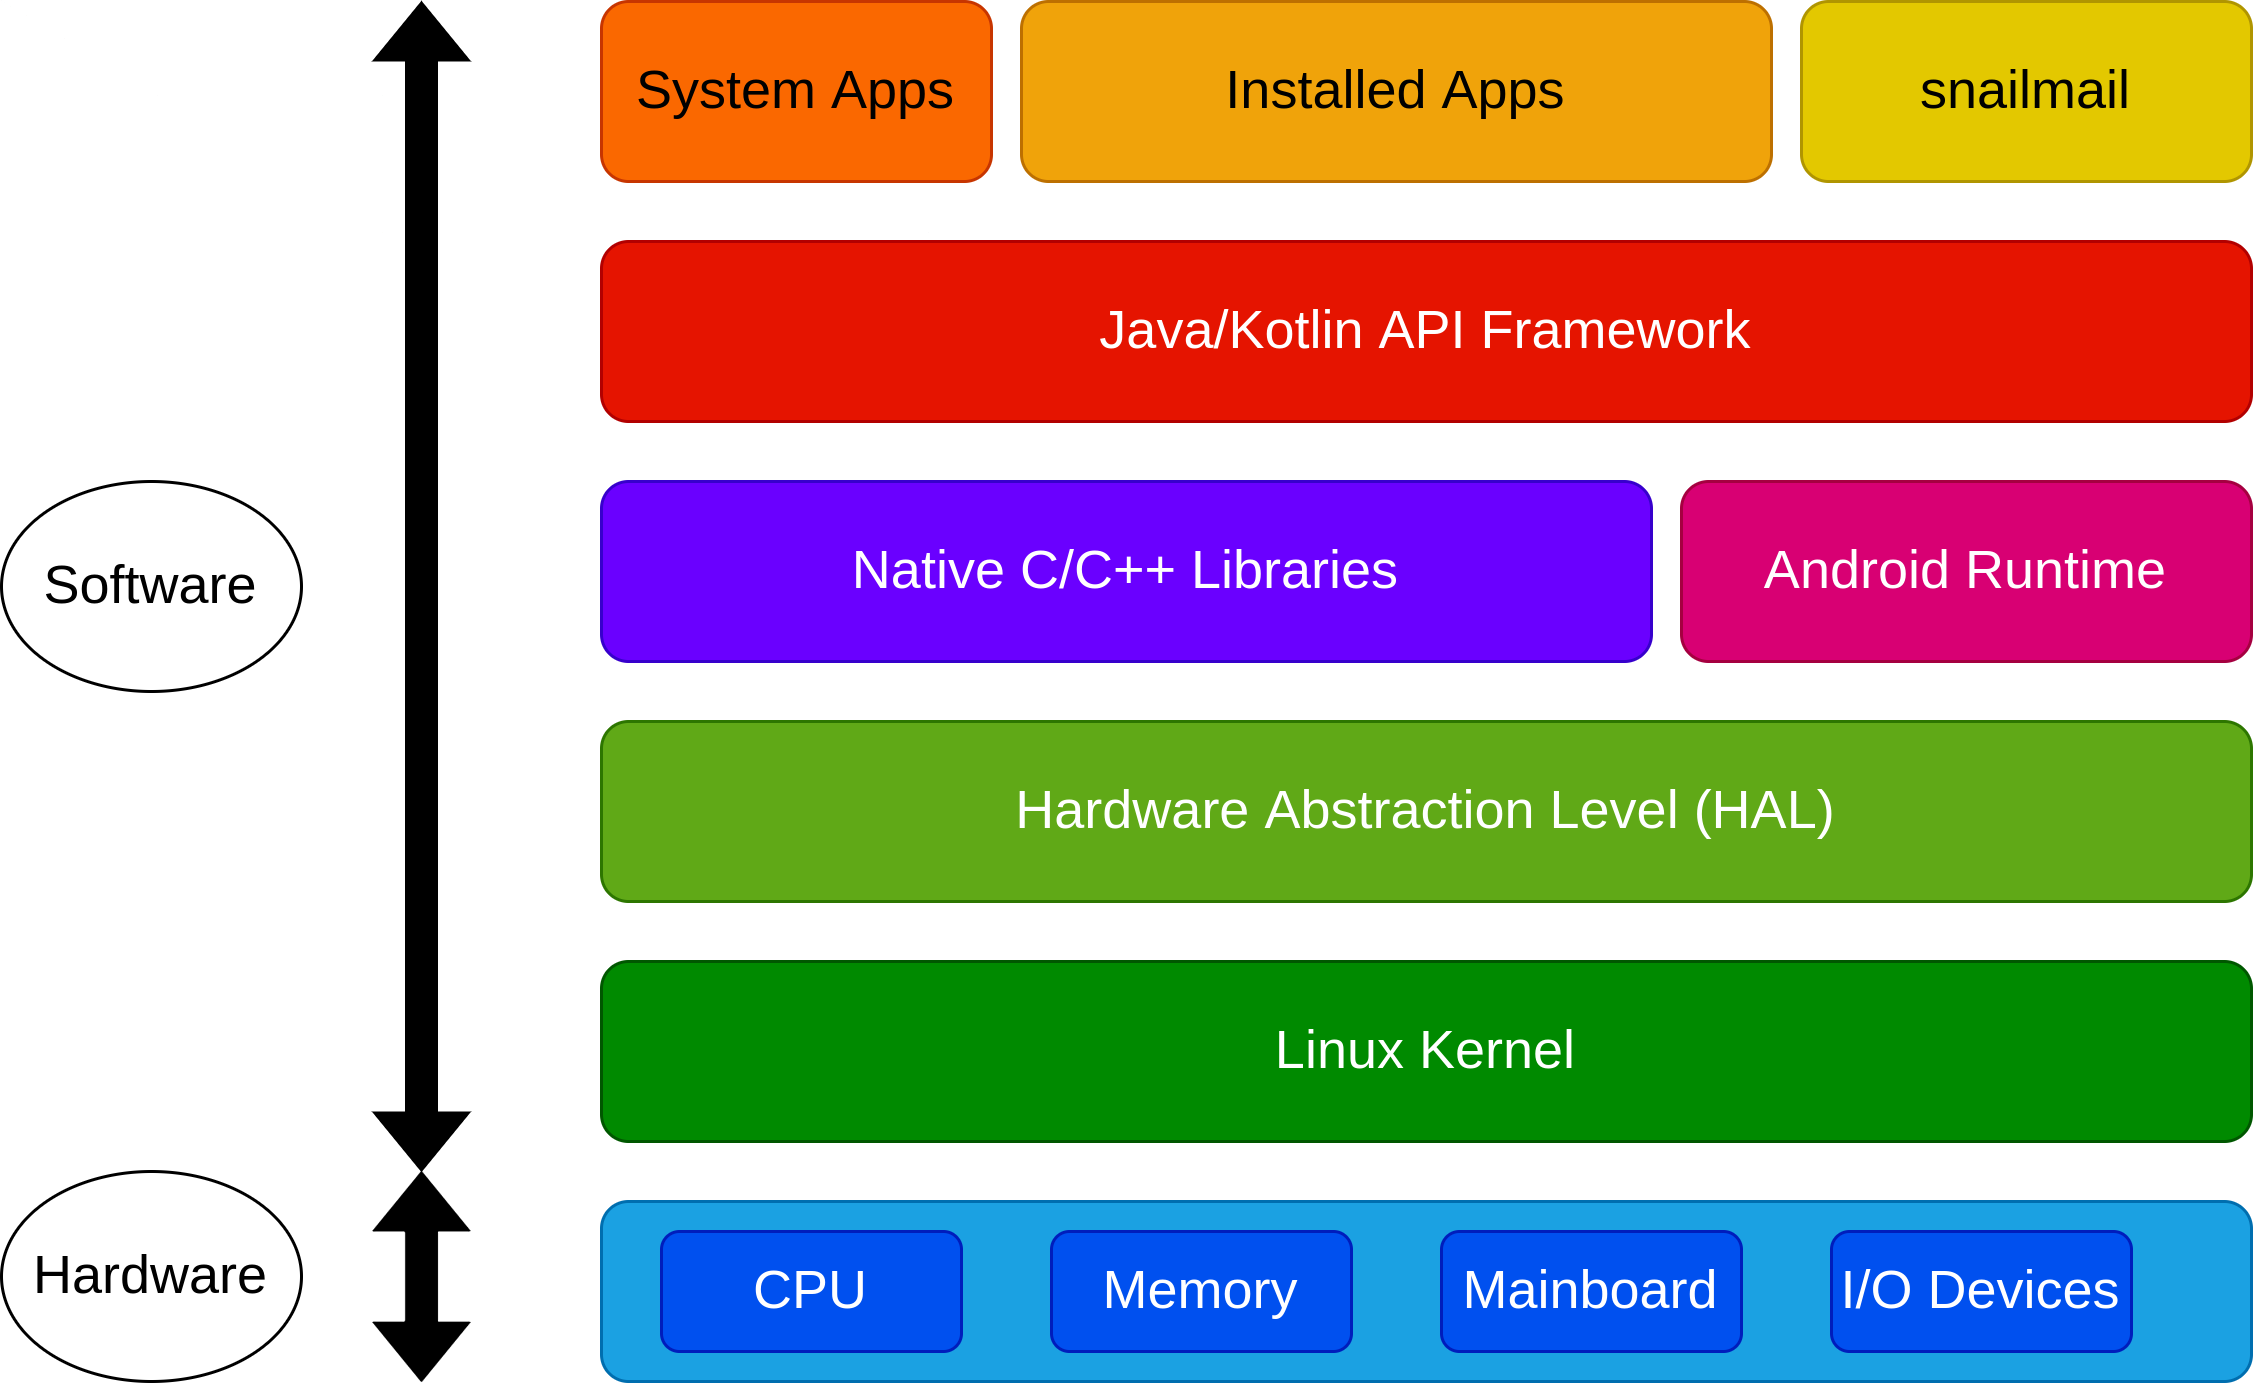 System Apps
Installed Apps
snailmail
Java/Kotlin API Framework
Software
Native C/C++ Libraries
Android Runtime
Hardware Abstraction Level (HAL)
Linux Kernel
Hardware
CPU
Memory
Mainboard
I/O Devices